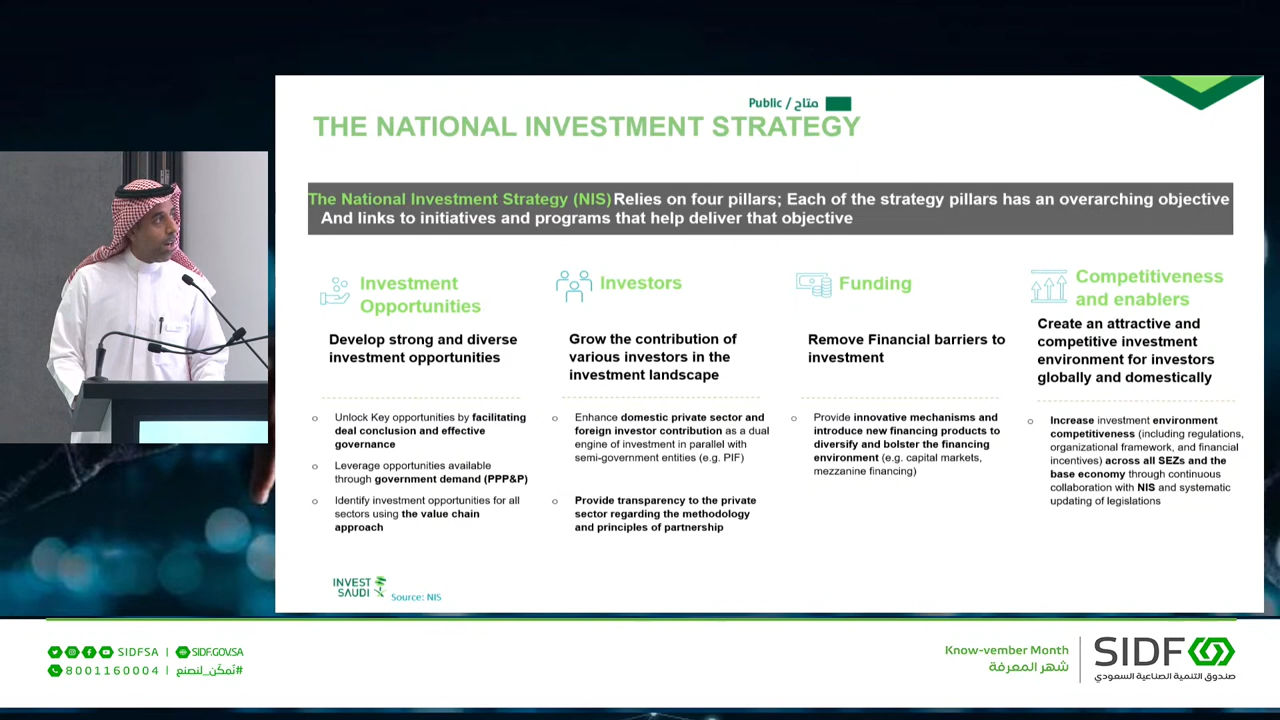 Public / متاح
THE NATIONAL INVESTMENT STRATEGY
The National Investment Strategy (NIS) Relies on four pillars; Each of the strategy pillars has an overarching objective
And links to initiatives and programs that help deliver that objective
Investment
Opportunities
Develop strong and diverse
investment opportunities
o Unlock Key opportunities by facilitating
deal conclusion and effective
governance
o Leverage opportunities available
through government demand (PPP&P)
o Identify investment opportunities for all
sectors using the value chain
approach
Investors
Grow the contribution of
various investors in the
investment landscape
o Enhance domestic private sector and
foreign investor contribution as a dual
engine of investment in parallel with
semi-government entities (e.g. PIF)
o Provide transparency to the private
sector regarding the methodology
and principles of partnership
Funding
Remove Financial barriers to
investment
o Provide innovative mechanisms and
introduce new financing products to
diversify and bolster the financing
environment (e.g. capital markets,
mezzanine financing)
Competitiveness
and enablers
Create an attractive and
competitive investment
environment for investors
globally and domestically
o Increase investment environment
competitiveness (including regulations,
organizational framework, and financial
incentives) across all SEZs and the
base economy through continuous
collaboration with NIS and systematic
updating of legislations
INVEST
SAUDI
Source: NIS
SIDFSA | SIDF.GOV.SA
8001160004 | #نُمكّن_لنصنع
Know-vember Month
شهر المعرفة
SIDF
صندوق التنمية الصناعية السعودي